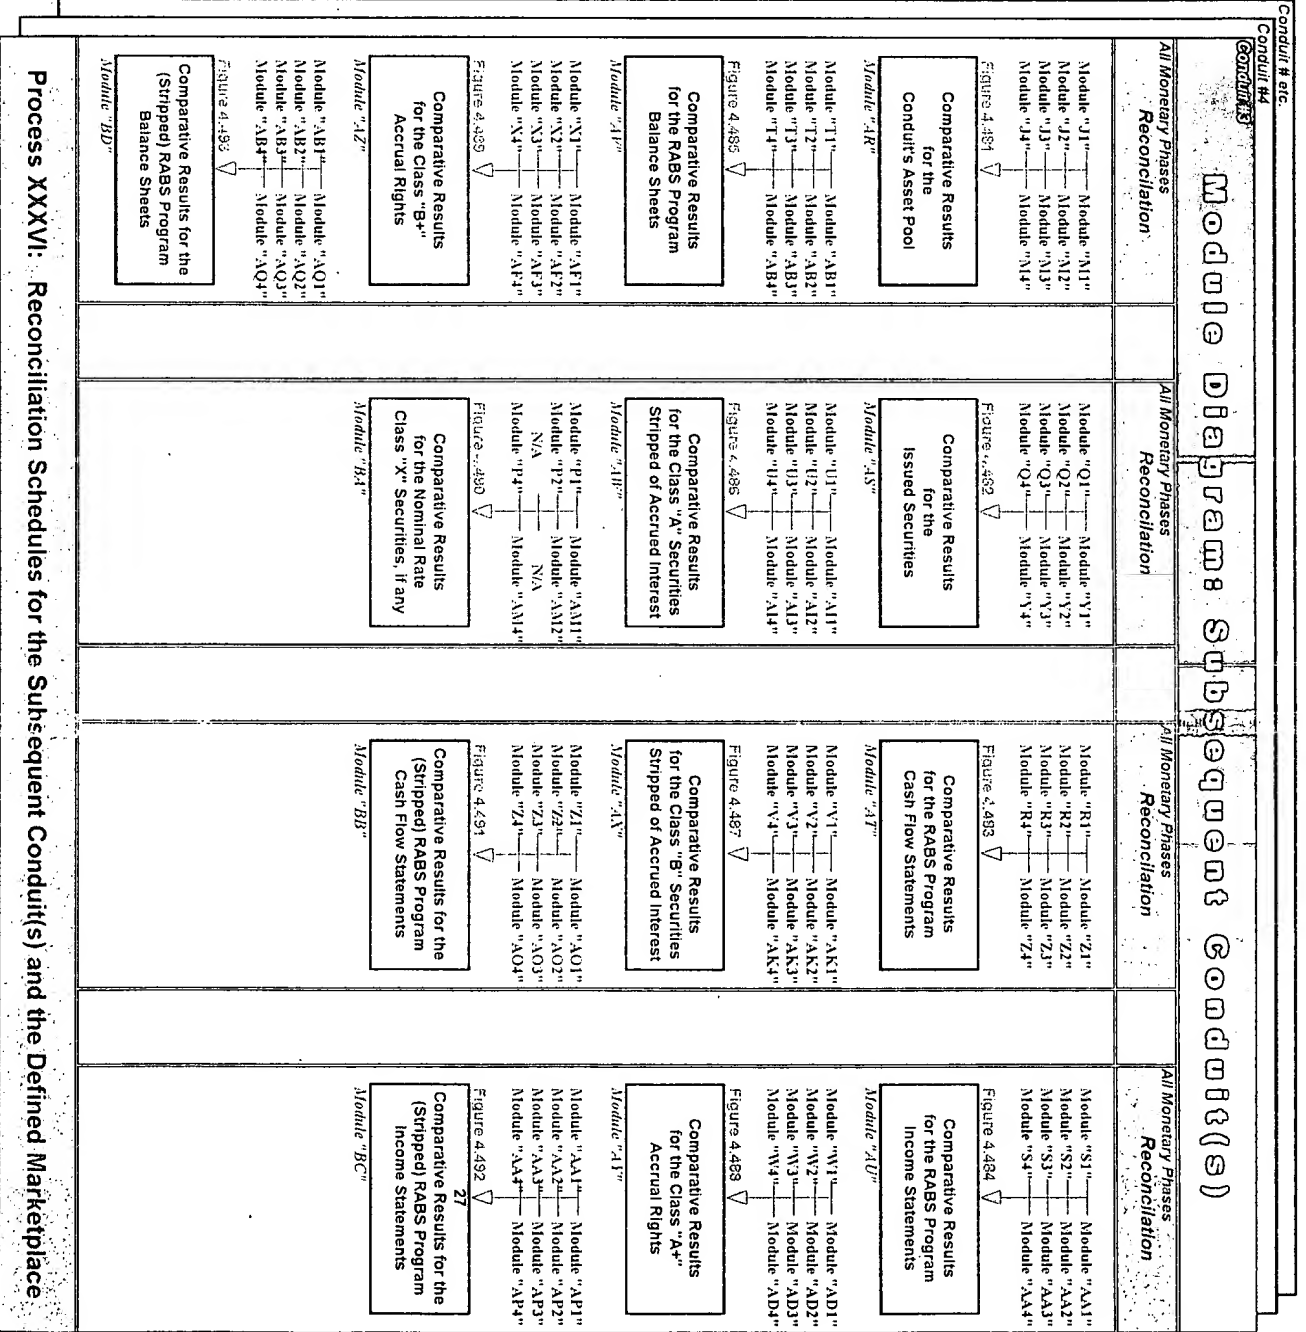 Conduit # etc.
Conduit #4
Conduit #3
Module Diagram: Subsequent Conduit(s)
All Monetary Phases
Reconcilation
Module "J1" Module "M1"
Module "J2" Module "M2"
Module "J3" Module "M3"
Module "J4" Module "M4"
Figure 4.481
Comparative Results
for the
Conduit's Asset Pool
Module "AR"
Module "T1" Module "AB1"
Module "T2" Module "AB2"
Module "T3" Module "AB3"
Module "T4" Module "AB4"
Figure 4.485
Comparative Results
for the RABS Program
Balance Sheets
Module "AV"
Module "X1" Module "AF1"
Module "X2" Module "AF2"
Module "X3" Module "AF3"
Module "X4" Module "AF4"
Figure 4.489
Comparative Results
for the Class "B+"
Accrual Rights
Module "AZ"
Module "AB1" Module "AQ1"
Module "AB2" Module "AQ2"
Module "AB3" Module "AQ3"
Module "AB4" Module "AQ4"
Figure 4.493
Comparative Results for the
(Stripped) RABS Program
Balance Sheets
Module "BD"
All Monetary Phases
Reconcilation
Module "Q1" Module "Y1"
Module "Q2" Module "Y2"
Module "Q3" Module "Y3"
Module "Q4" Module "Y4"
Figure 4.482
Comparative Results
for the
Issued Securities
Module "AS"
Module "U1" Module "AI1"
Module "U2" Module "AI2"
Module "U3" Module "AI3"
Module "U4" Module "AI4"
Figure 4.486
Comparative Results
for the Class "A" Securities
Stripped of Accrued Interest
Module "AW"
Module "P1" Module "AM1"
Module "P2" Module "AM2"
N/A N/A
Module "P4" Module "AM4"
Figure 4.490
Comparative Results
for the Nominal Rate
Class "X" Securities, if any
Module "BA"
All Monetary Phases
Reconcilation
Module "R1" Module "Z1"
Module "R2" Module "Z2"
Module "R3" Module "Z3"
Module "R4" Module "Z4"
Figure 4.483
Comparative Results
for the RABS Program
Cash Flow Statements
Module "AT"
Module "V1" Module "AK1"
Module "V2" Module "AK2"
Module "V3" Module "AK3"
Module "V4" Module "AK4"
Figure 4.487
Comparative Results
for the Class "B" Securities
Stripped of Accrued Interest
Module "AX"
Module "Z1" Module "AO1"
Module "Z2" Module "AO2"
Module "Z3" Module "AO3"
Module "Z4" Module "AO4"
Figure 4.491
Comparative Results for the
(Stripped) RABS Program
Cash Flow Statements
Module "BB"
All Monetary Phases
Reconcilation
Module "S1" Module "AA1"
Module "S2" Module "AA2"
Module "S3" Module "AA3"
Module "S4" Module "AA4"
Figure 4.484
Comparative Results
for the RABS Program
Income Statements
Module "AU"
Module "W1" Module "AD1"
Module "W2" Module "AD2"
Module "W3" Module "AD3"
Module "W4" Module "AD4"
Figure 4.488
Comparative Results
for the Class "A+"
Accrual Rights
Module "AY"
Module "AA1" Module "AP1"
Module "AA2" Module "AP2"
Module "AA3" Module "AP3"
Module "AA4" Module "AP4"
Figure 4.492
27
Comparative Results for the
(Stripped) RABS Program
Income Statements
Module "BC"
Process XXXVI: Reconciliation Schedules for the Subsequent Conduit(s) and the Defined Marketplace